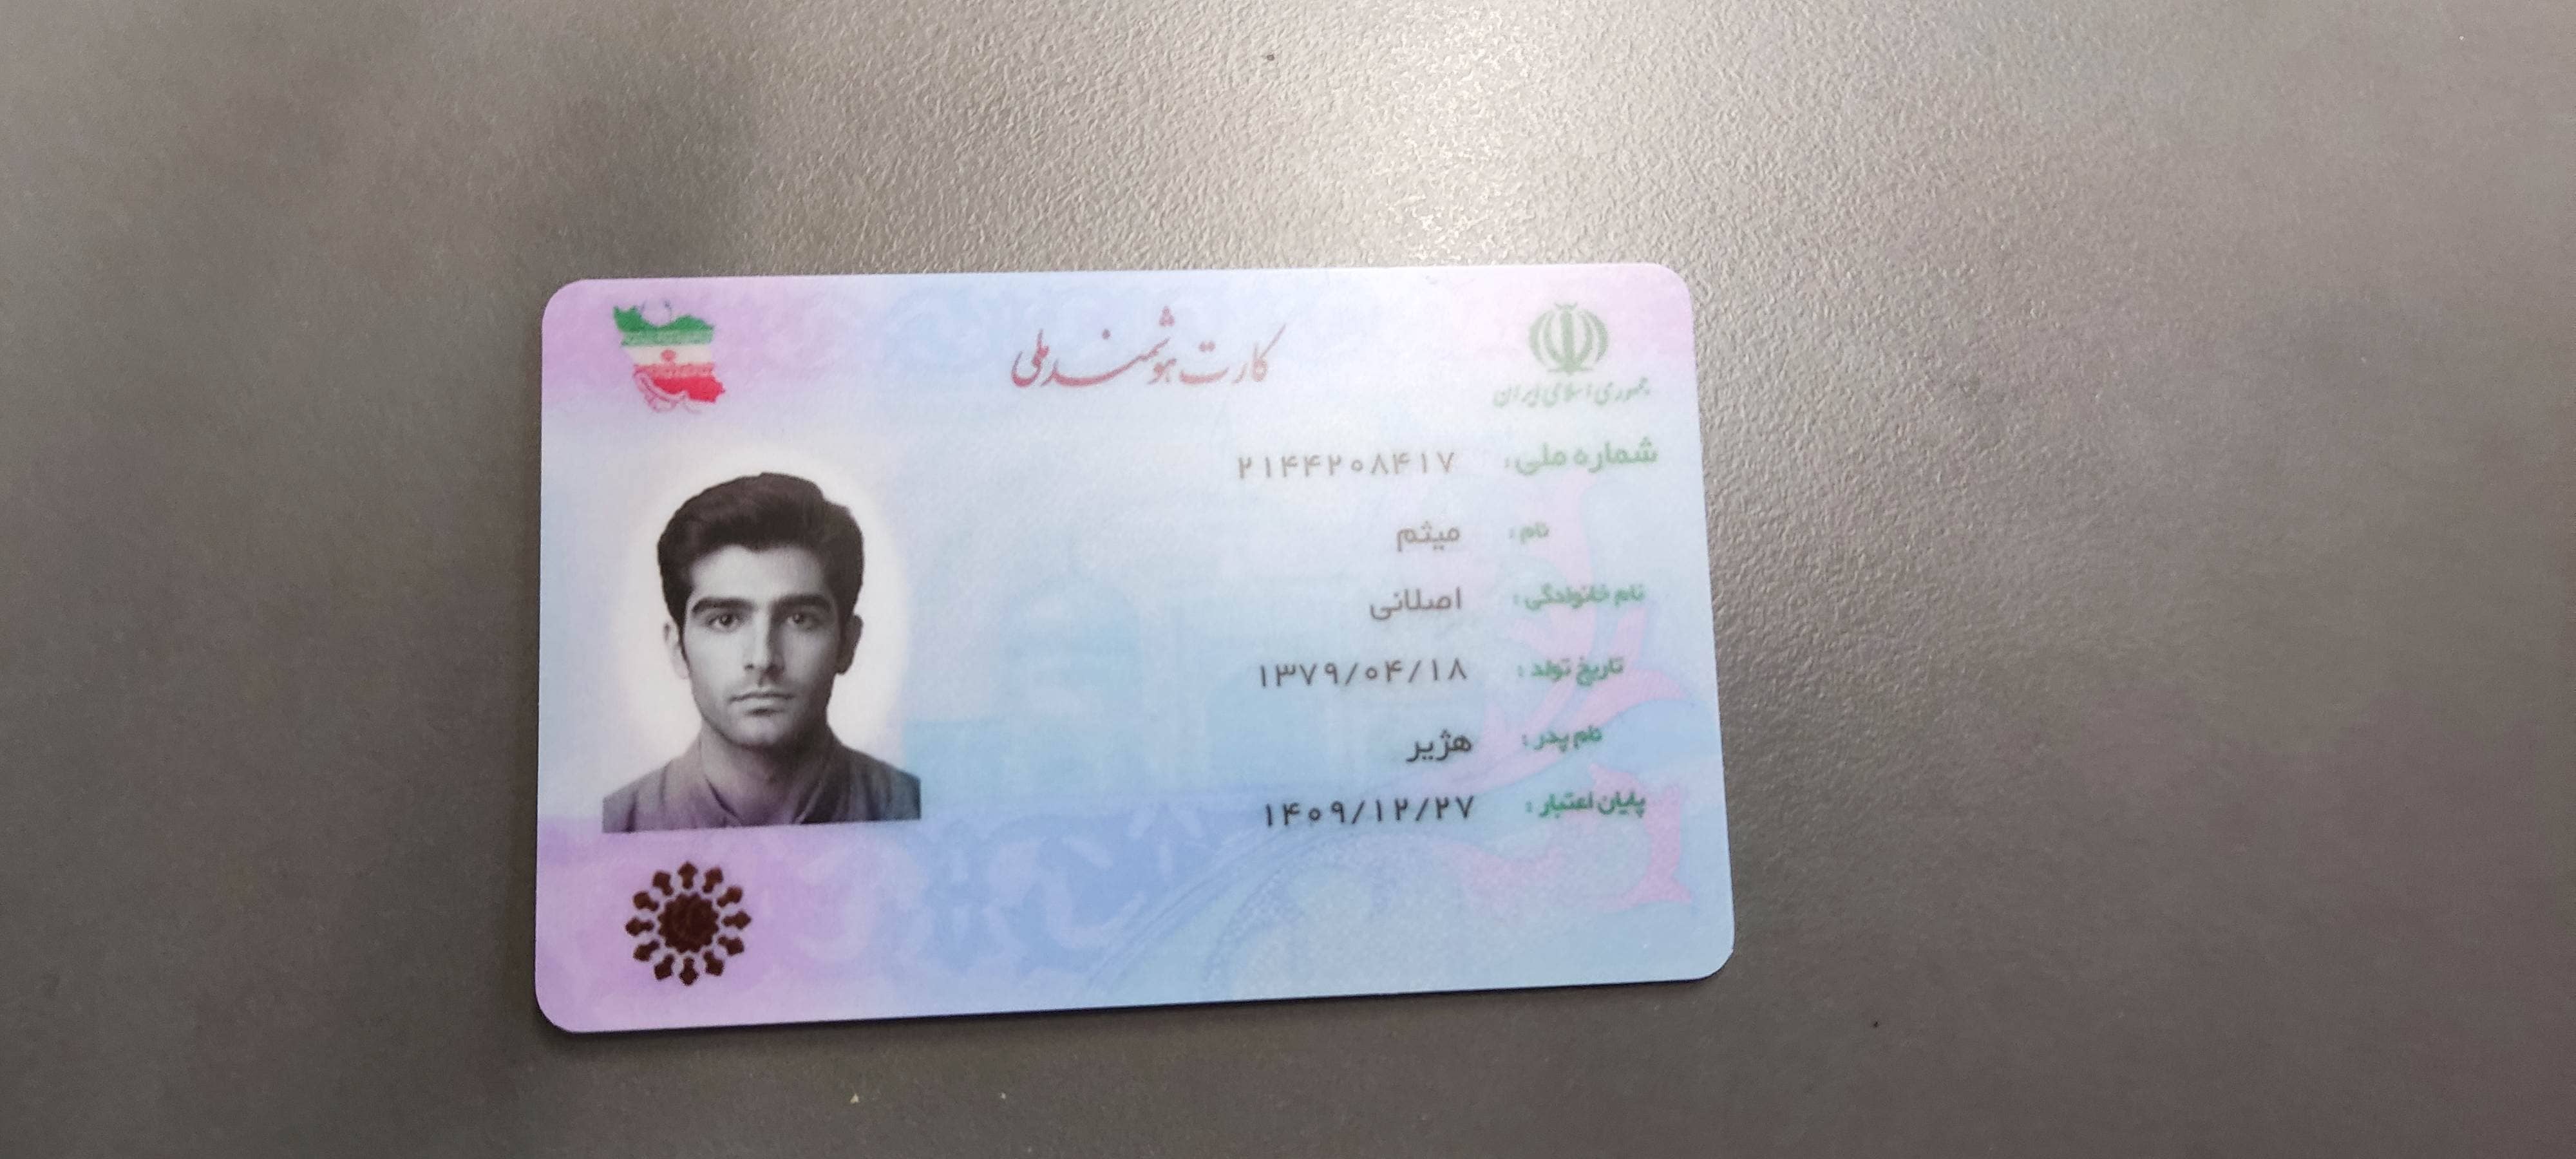 کارت هوشمند ملی
جمهوری اسلامی ایران
شماره ملی: ۲۱۴۴۲۰۸۴۱۷
نام: میثم
نام خانوادگی: اصلانی
تاریخ تولد: ۱۳۷۹/۰۴/۱۸
نام پدر: هژیر
پایان اعتبار: ۱۴۰۹/۱۲/۲۷